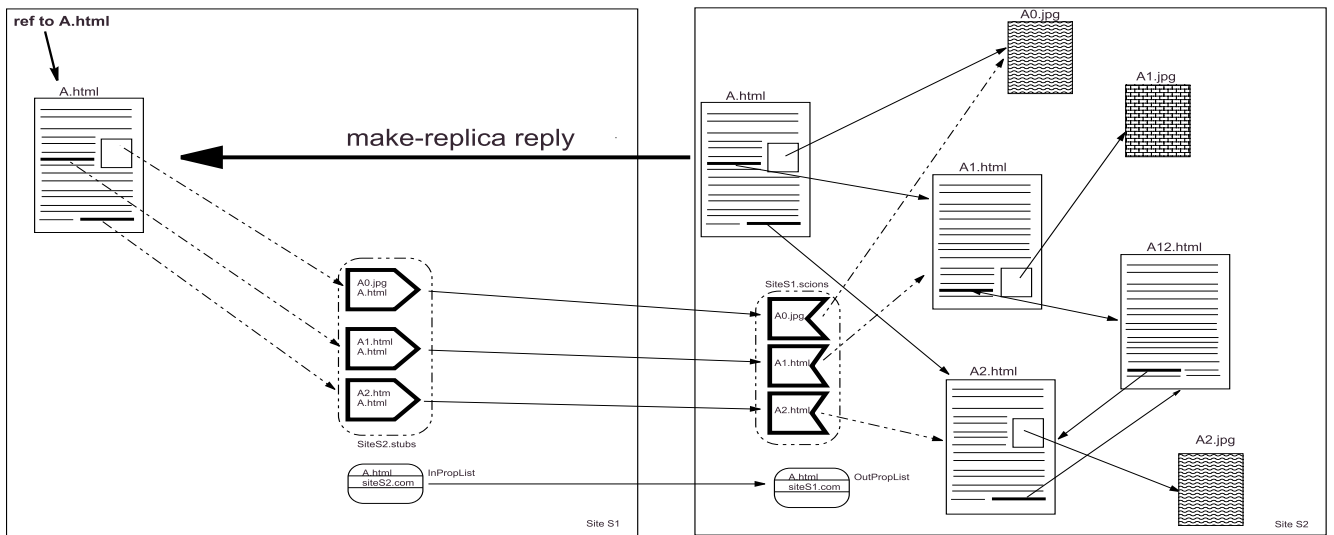 ref to A.html
A.html
make-replica reply
A0.jpg
A.html
A1.html
A.html
A2.htm
A.html
SiteS2.stubs
A.html
siteS2.com
InPropList
Site S1
A0.jpg
A1.jpg
A.html
A1.html
A12.html
SiteS1.scions
A0.jpg
A1.html
A2.html
A2.html
A2.jpg
A.html
siteS1.com
OutPropList
Site S2